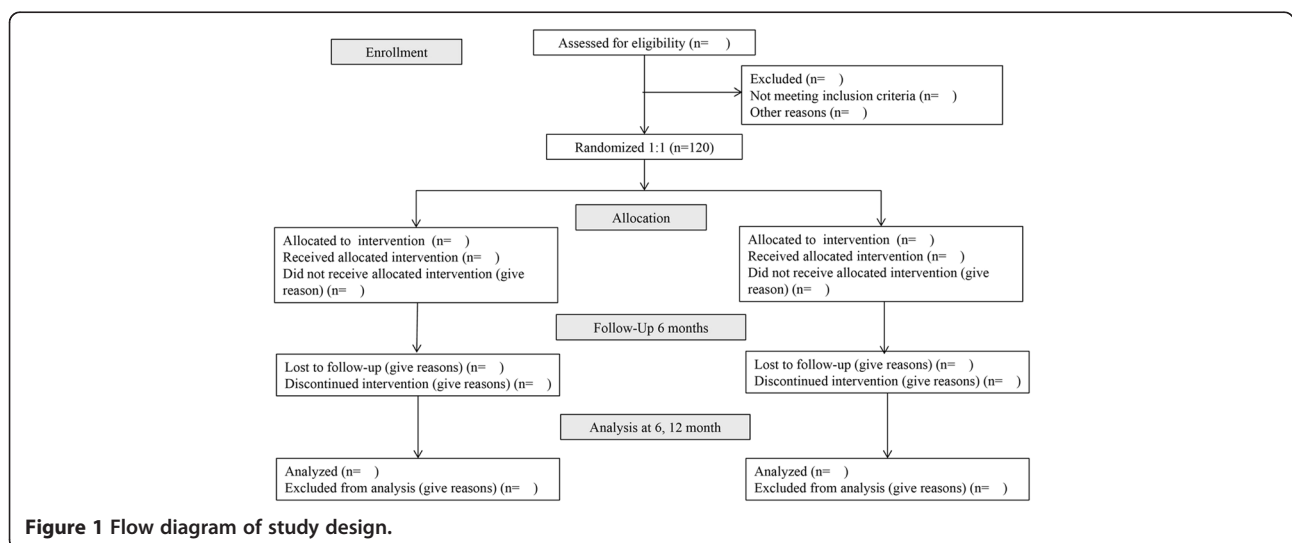 Assessed for eligibility (n=    )
Enrollment
Excluded (n=    )
Not meeting inclusion criteria (n=    )
Other reasons (n=    )
Randomized 1:1 (n=120)
Allocation
Allocated to  intervention  (n=    )
Received allocated intervention (n=    )
Did not receive allocated intervention (give
reason) (n=    )
Allocated to  intervention  (n=    )
Received allocated intervention (n=    )
Did not receive allocated intervention (give
reason) (n=    )
Follow-Up 6 months
Lost to follow-up (give reasons) (n=    )
Discontinued intervention (give reasons) (n=    )
Lost to follow-up (give reasons) (n=    )
Discontinued intervention (give reasons) (n=    )
Analysis at 6, 12 month
Analyzed (n=    )
Excluded from analysis (give reasons) (n=    )
Analyzed (n=    )
Excluded from analysis (give reasons) (n=    )
Figure 1 Flow diagram of study design.